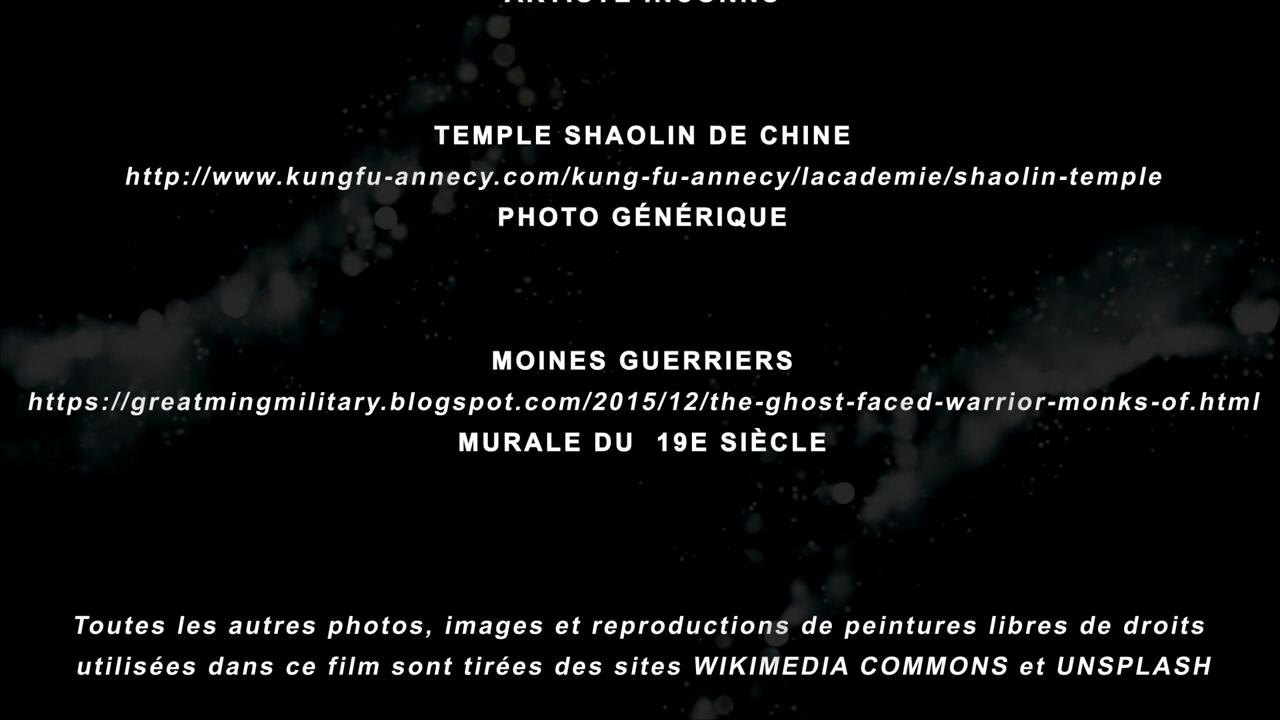 ARTISTE INCONNU
TEMPLE SHAOLIN DE CHINE
http://www.kungfu-annecy.com/kung-fu-annecy/lacademie/shaolin-temple
PHOTO GÉNÉRIQUE
MOINES GUERRIERS
https://greatmingmilitary.blogspot.com/2015/12/the-ghost-faced-warrior-monks-of.html
MURALE DU  19E SIÈCLE
Toutes les autres photos, images et reproductions de peintures libres de droits
utilisées dans ce film sont tirées des sites WIKIMEDIA COMMONS et UNSPLASH